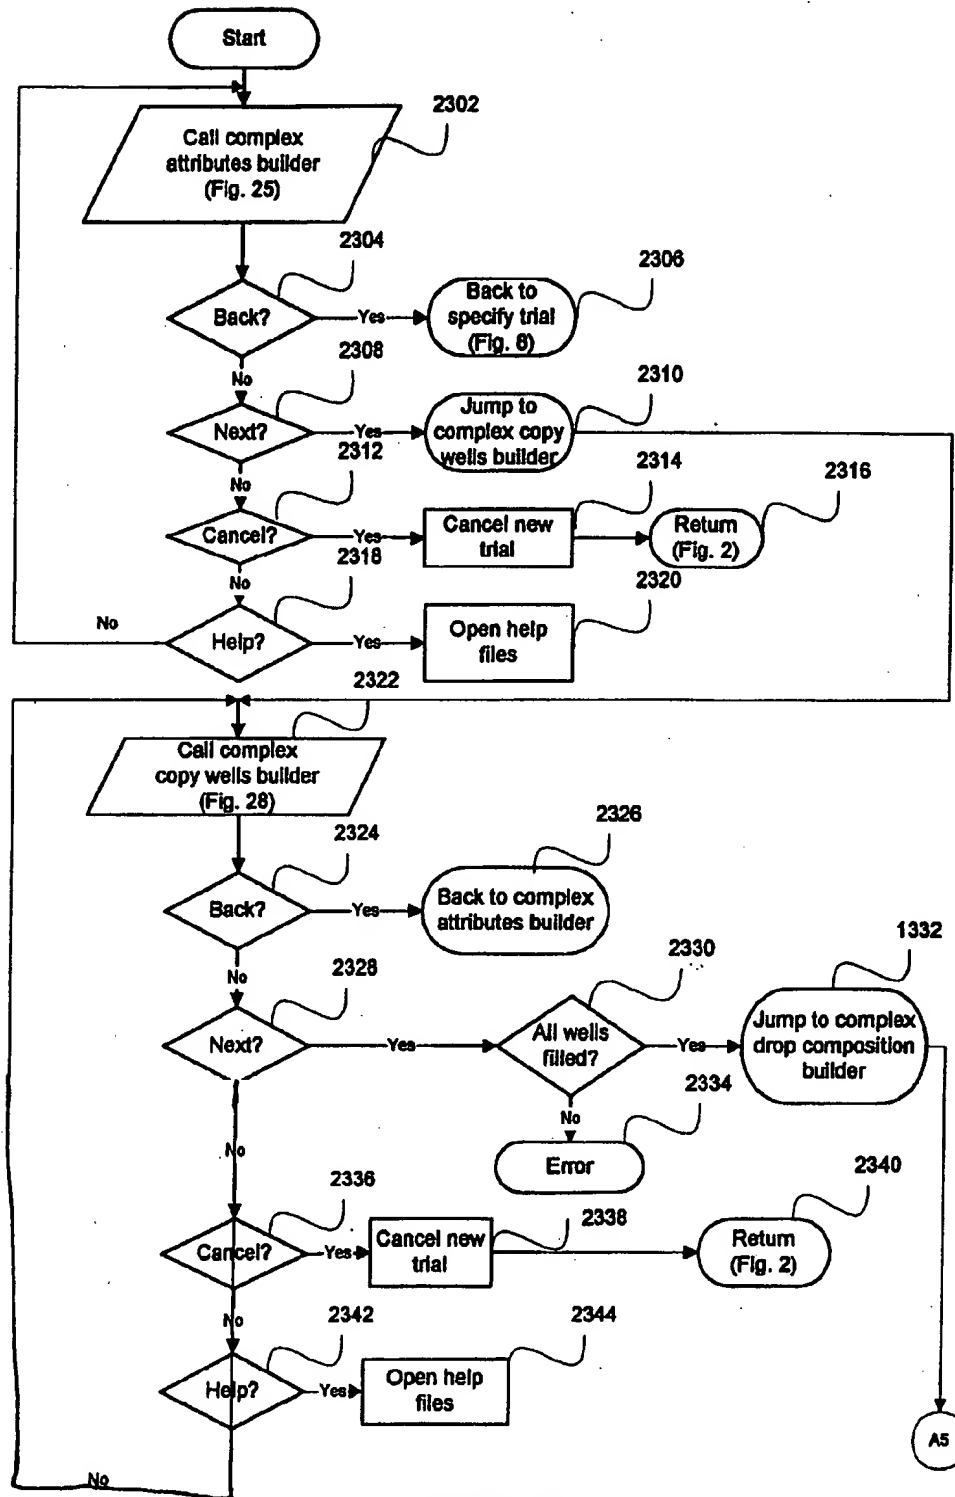 Start
2302
Call complex
attributes builder
(Fig. 25)
2304
Back?
Yes
2306
Back to
specify trial
(Fig. 8)
No
2308
Next?
Yes
2310
Jump to
complex copy
wells builder
No
2312
Cancel?
Yes
2314
Cancel new
trial
2316
Return
(Fig. 2)
No
2318
Help?
No
Yes
2320
Open help
files
2322
Call complex
copy wells builder
(Fig. 28)
2324
Back?
Yes
2326
Back to complex
attributes builder
No
2328
Next?
Yes
2330
All wells
filled?
Yes
1332
Jump to complex
drop composition
builder
No
2334
Error
No
2336
Cancel?
Yes
2338
Cancel new
trial
2340
Return
(Fig. 2)
No
2342
Help?
Yes
2344
Open help
files
A5
No